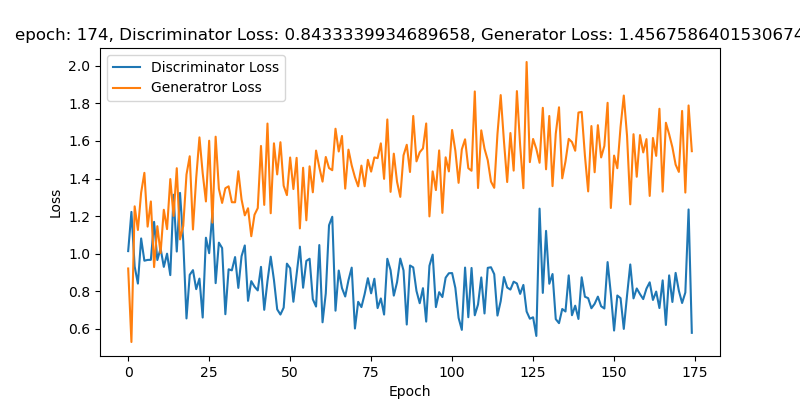 epoch: 174, Discriminator Loss: 0.8433339934689658, Generator Loss: 1.4567586401530674
Discriminator Loss
Generatror Loss
2.0
1.8
1.6
1.4
1.2
1.0
0.8
0.6
Loss
0 25 50 75 100 125 150 175
Epoch